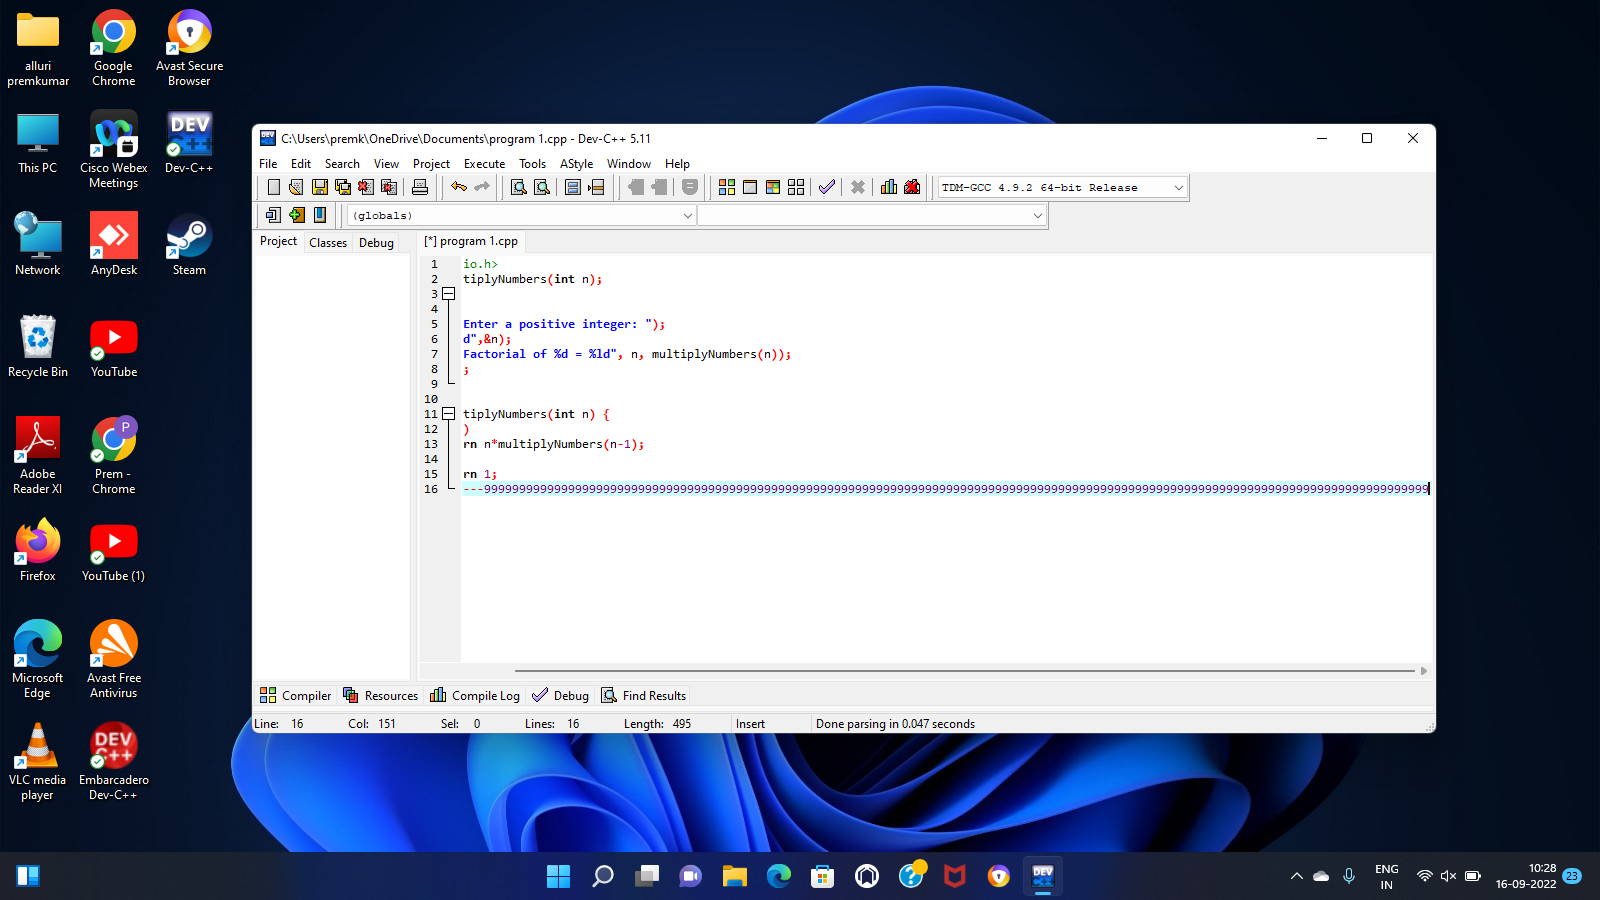 alluri premkumar
Google Chrome
Avast Secure Browser
This PC
Cisco Webex Meetings
DEV C++
Dev-C++
Network
AnyDesk
Steam
Recycle Bin
YouTube
Adobe Reader XI
P
Prem - Chrome
Firefox
YouTube (1)
Microsoft Edge
Avast Free Antivirus
VLC media player
DEV C++
Embarcadero Dev-C++
C:\Users\premk\OneDrive\Documents\program 1.cpp - Dev-C++ 5.11
File Edit Search View Project Execute Tools AStyle Window Help
TDM-GCC 4.9.2 64-bit Release
(globals)
Project Classes Debug
[*] program 1.cpp
1 io.h>
2 tiplyNumbers(int n);
3
4
5 Enter a positive integer: ");
6 d",&n);
7 Factorial of %d = %ld", n, multiplyNumbers(n));
8 ;
9
10
11 tiplyNumbers(int n) {
12 )
13 rn n*multiplyNumbers(n-1);
14
15 rn 1;
16
Compiler Resources Compile Log Debug Find Results
Line: 16 Col: 151 Sel: 0 Lines: 16 Length: 495 Insert Done parsing in 0.047 seconds
DEV C++
ENG IN
10:28
16-09-2022
23